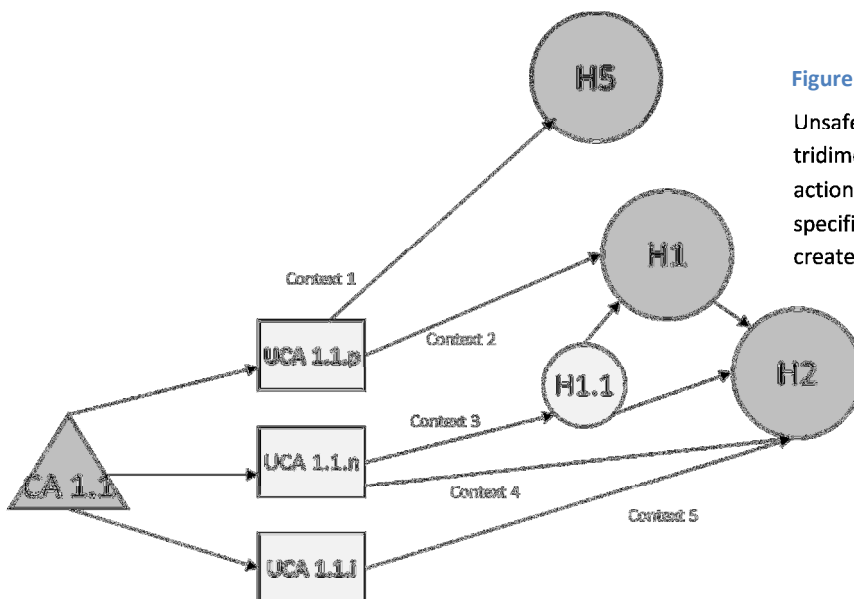 H5
Figure
Unsafe
tridim
action
specifi
create
H1
Context 1
Context 2
UCA 1.1.p
H1.1
H2
Context 3
CA 1.1
UCA 1.1.n
Context 4
Context 5
UCA 1.1.i